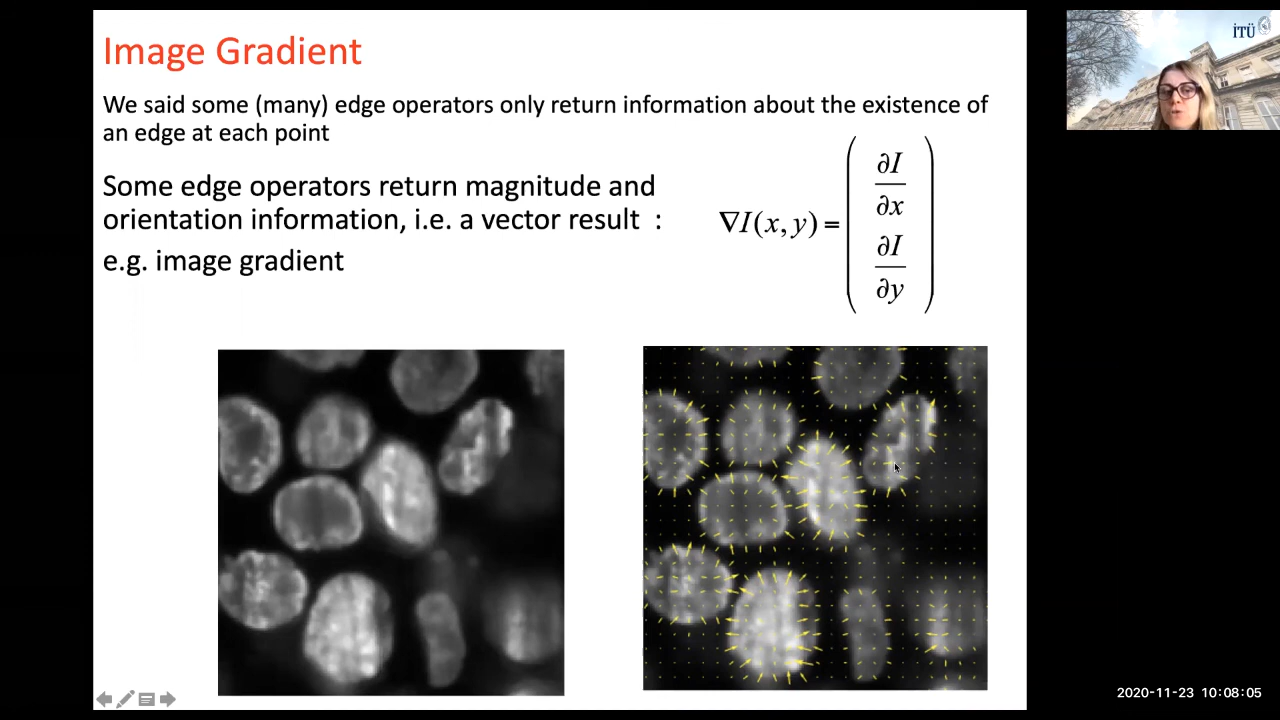 Image Gradient
We said some (many) edge operators only return information about the existence of
an edge at each point
Some edge operators return magnitude and
orientation information, i.e. a vector result :
e.g. image gradient
∇I(x, y) = ( ∂I/∂x ∂I/∂y )
İTÜ
2020-11-23 10:08:05